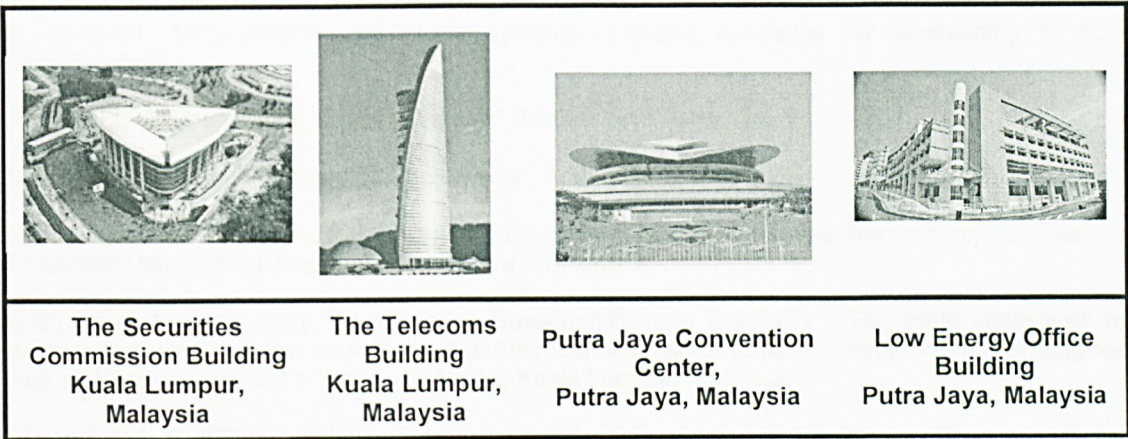 The Securities
Commission Building
Kuala Lumpur,
Malaysia
The Telecoms
Building
Kuala Lumpur,
Malaysia
Putra Jaya Convention
Center,
Putra Jaya, Malaysia
Low Energy Office
Building
Putra Jaya, Malaysia